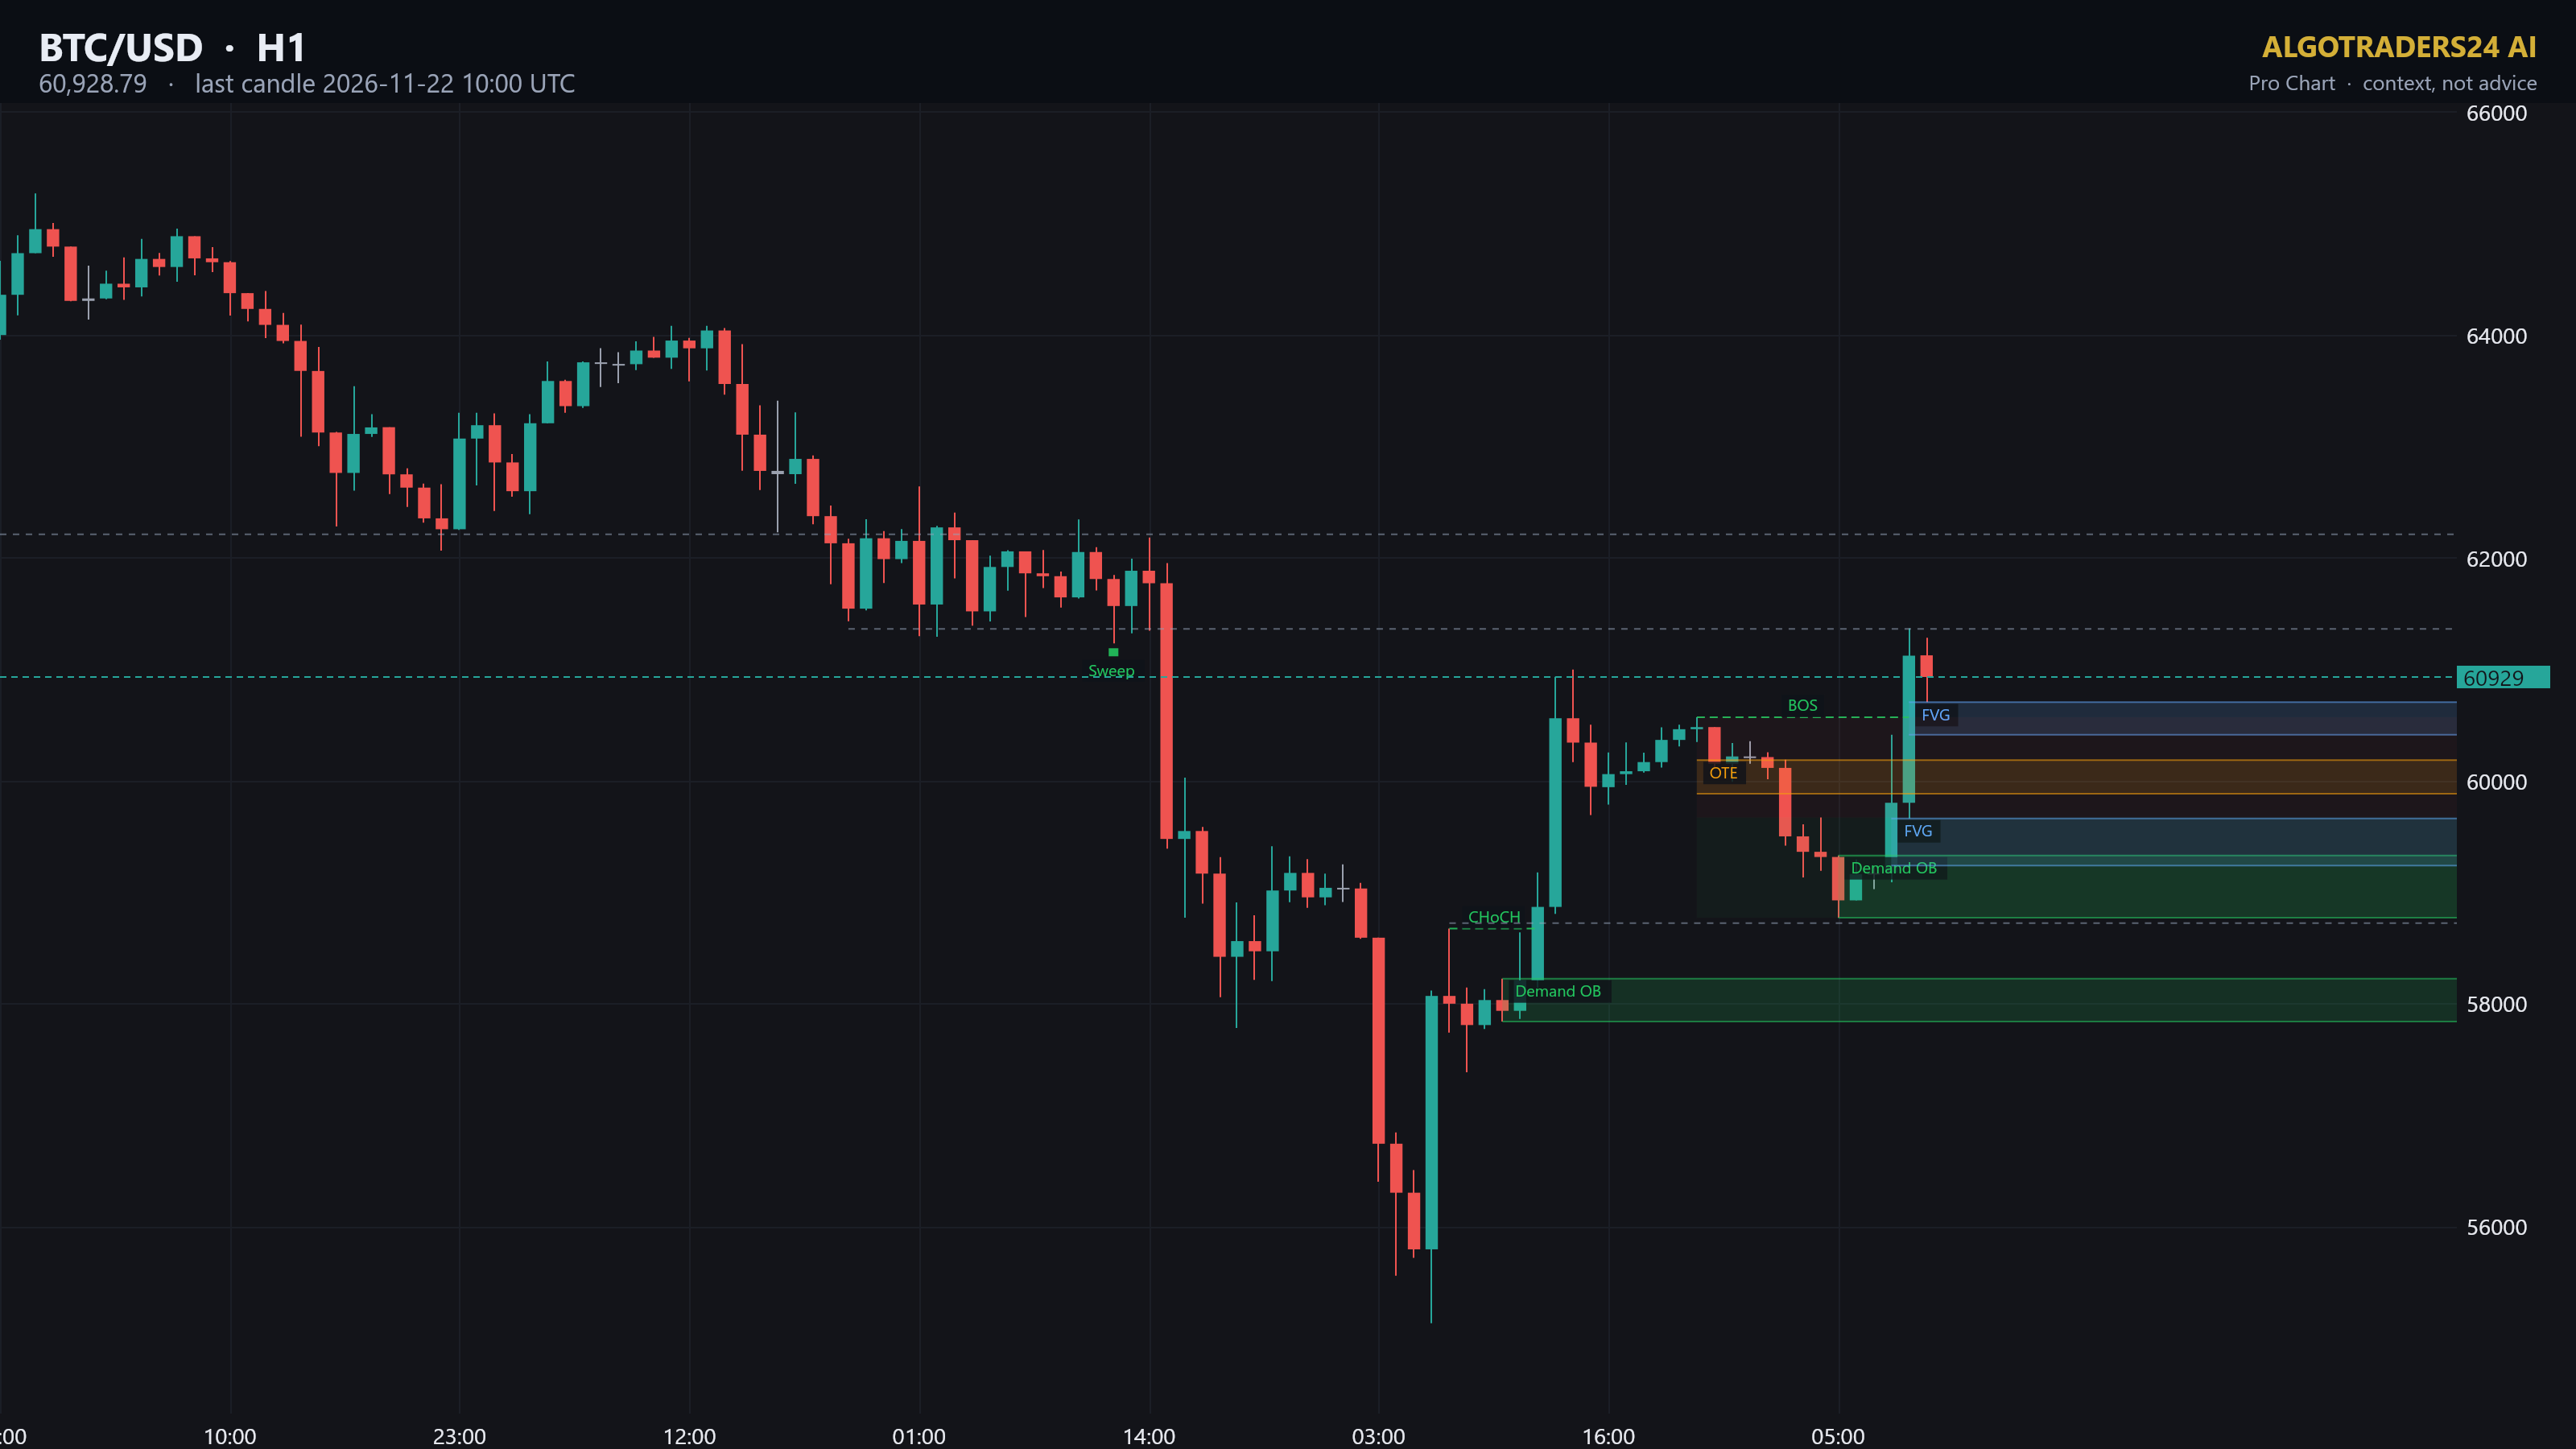 BTC/USD · H1
60,928.79 · last candle 2026-11-22 10:00 UTC
ALGOTRADERS24 AI
Pro Chart · context, not advice
66000
64000
62000
Sweep
60929
BOS
FVG
OTE
60000
FVG
Demand OB
CHoCH
Demand OB
58000
56000
:00 10:00 23:00 12:00 01:00 14:00 03:00 16:00 05:00